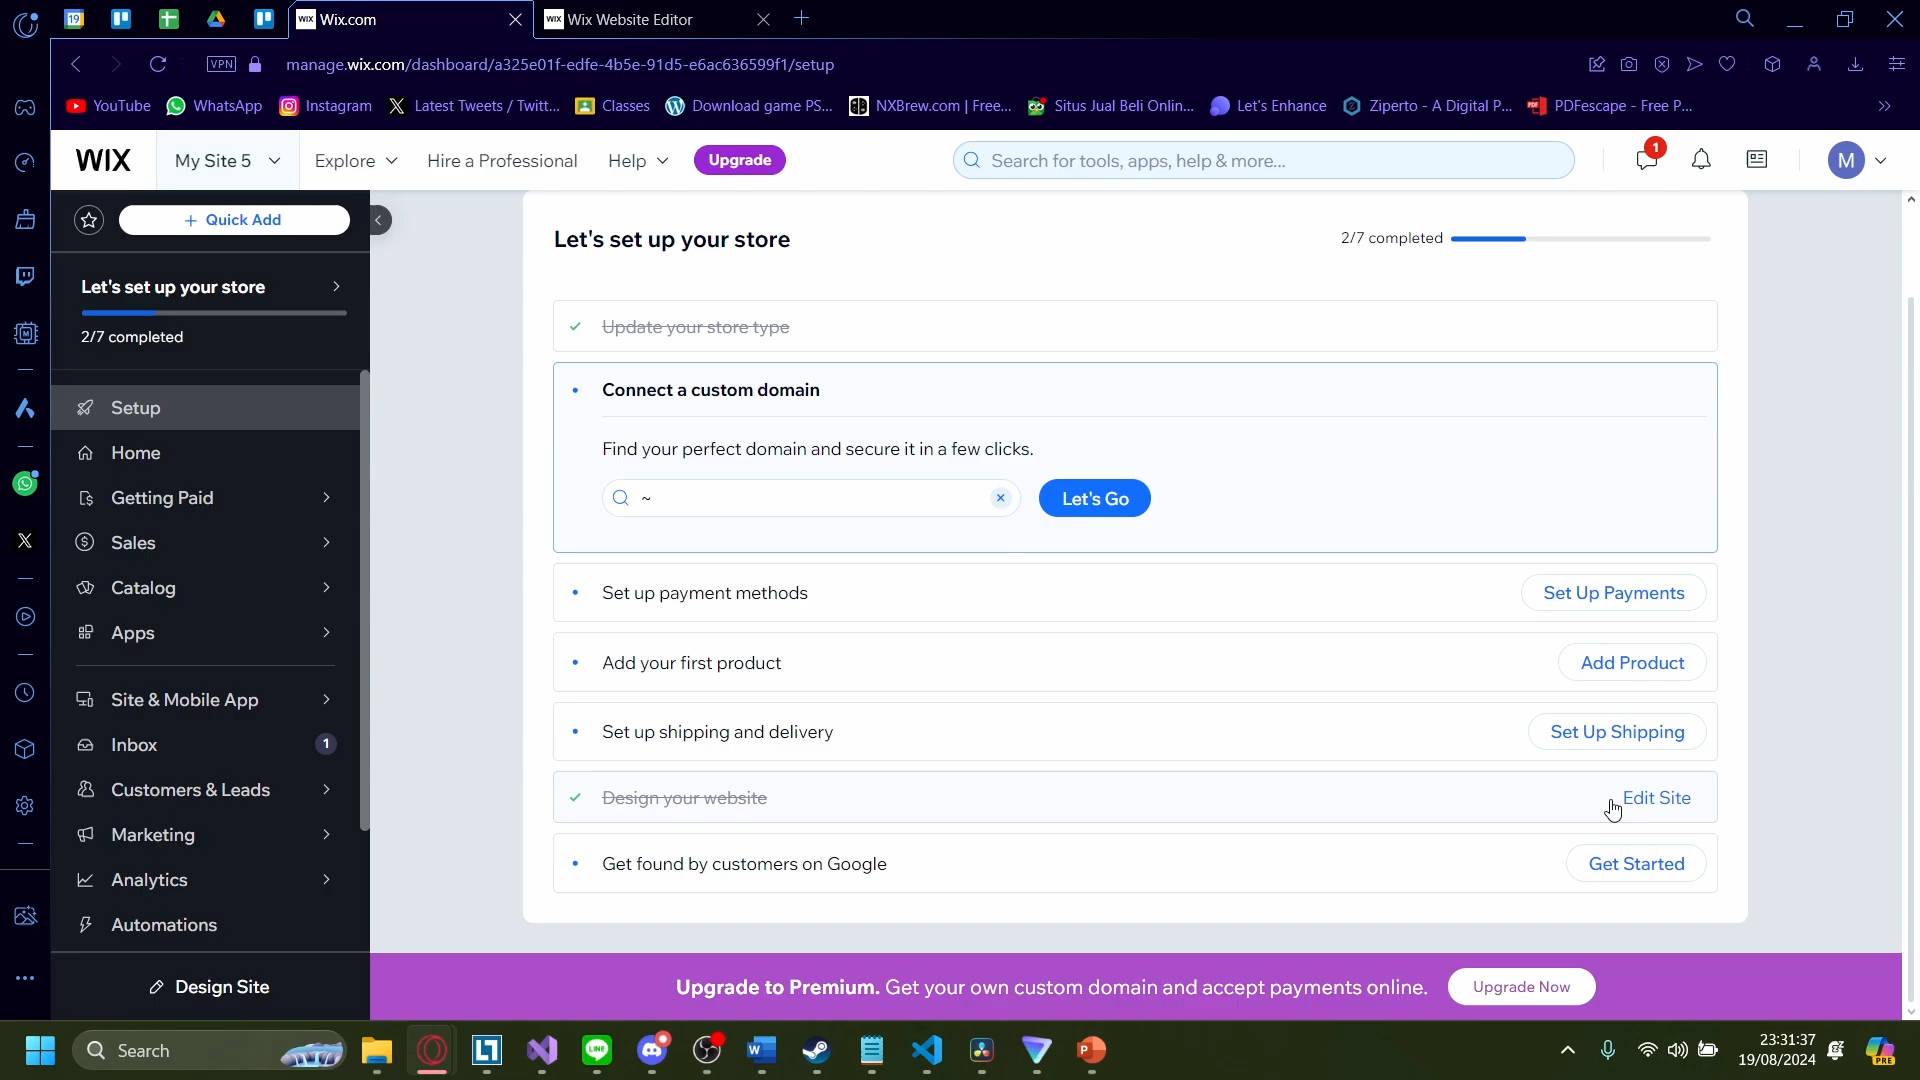 WIX Wix.com
WIX Wix Website Editor
VPN
manage.wix.com/dashboard/a325e01f-edfe-4b5e-91d5-e6ac636599f1/setup
YouTube
WhatsApp
Instagram
Latest Tweets / Twitt...
Classes
Download game PS...
NXBrew.com | Free...
Situs Jual Beli Onlin...
Let's Enhance
Ziperto - A Digital P...
PDFescape - Free P...
WIX
My Site 5
Explore
Hire a Professional
Help
Upgrade
Search for tools, apps, help & more...
1
M
Quick Add
Let's set up your store
2/7 completed
Setup
Home
Getting Paid
Sales
Catalog
Apps
Site & Mobile App
Inbox 1
Customers & Leads
Marketing
Analytics
Automations
Design Site
Let's set up your store
2/7 completed
Update your store type
Connect a custom domain
Find your perfect domain and secure it in a few clicks.
~
Let's Go
Set up payment methods
Set Up Payments
Add your first product
Add Product
Set up shipping and delivery
Set Up Shipping
Design your website
Edit Site
Get found by customers on Google
Get Started
Upgrade to Premium. Get your own custom domain and accept payments online.
Upgrade Now
Search
23:31:37
19/08/2024